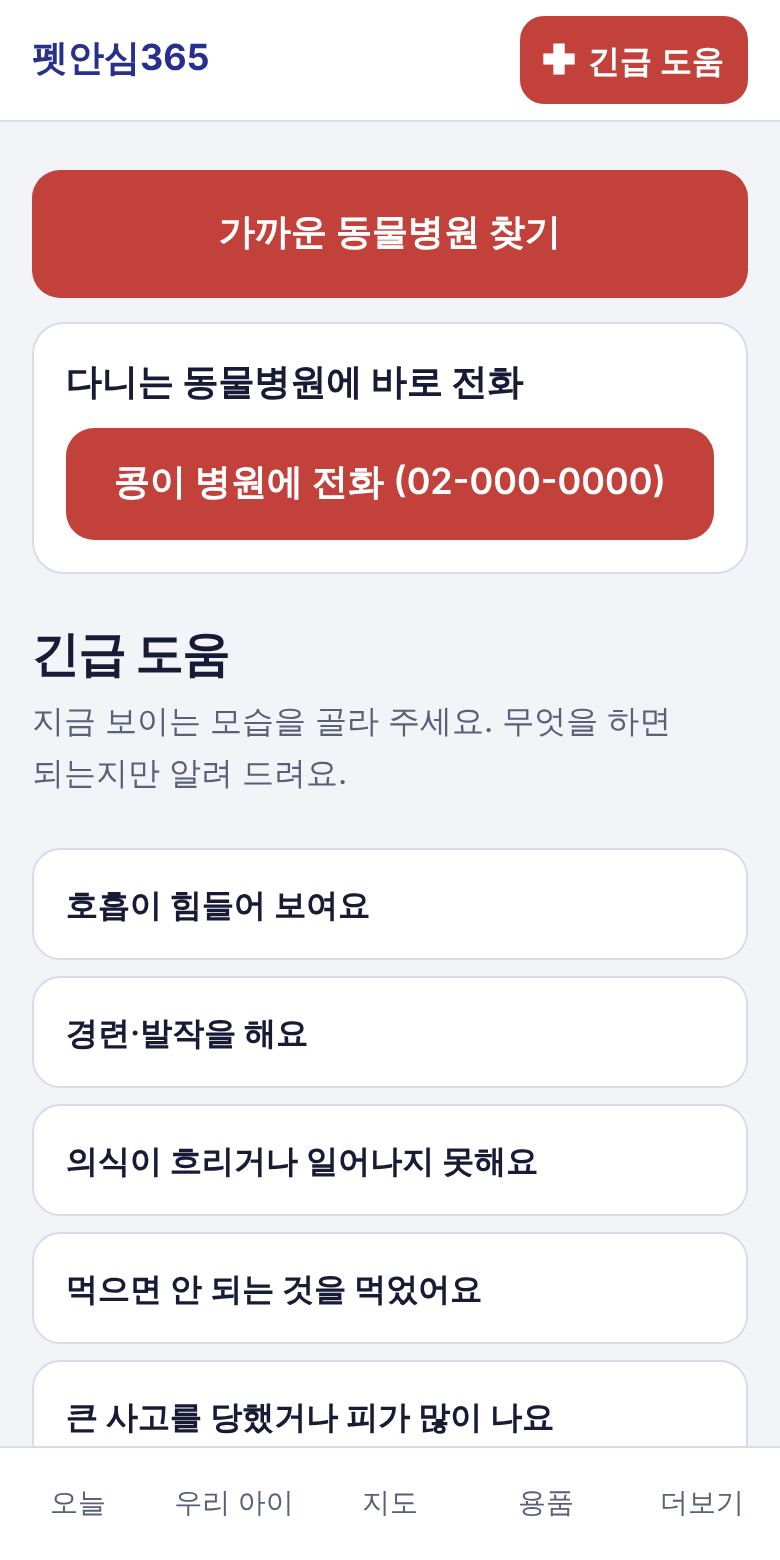 펫안심365
긴급 도움
가까운 동물병원 찾기
다니는 동물병원에 바로 전화
콩이 병원에 전화 (02-000-0000)
긴급 도움
지금 보이는 모습을 골라 주세요. 무엇을 하면
되는지만 알려 드려요.
호흡이 힘들어 보여요
경련·발작을 해요
의식이 흐리거나 일어나지 못해요
먹으면 안 되는 것을 먹었어요
큰 사고를 당했거나 피가 많이 나요
오늘
우리 아이
지도
용품
더보기